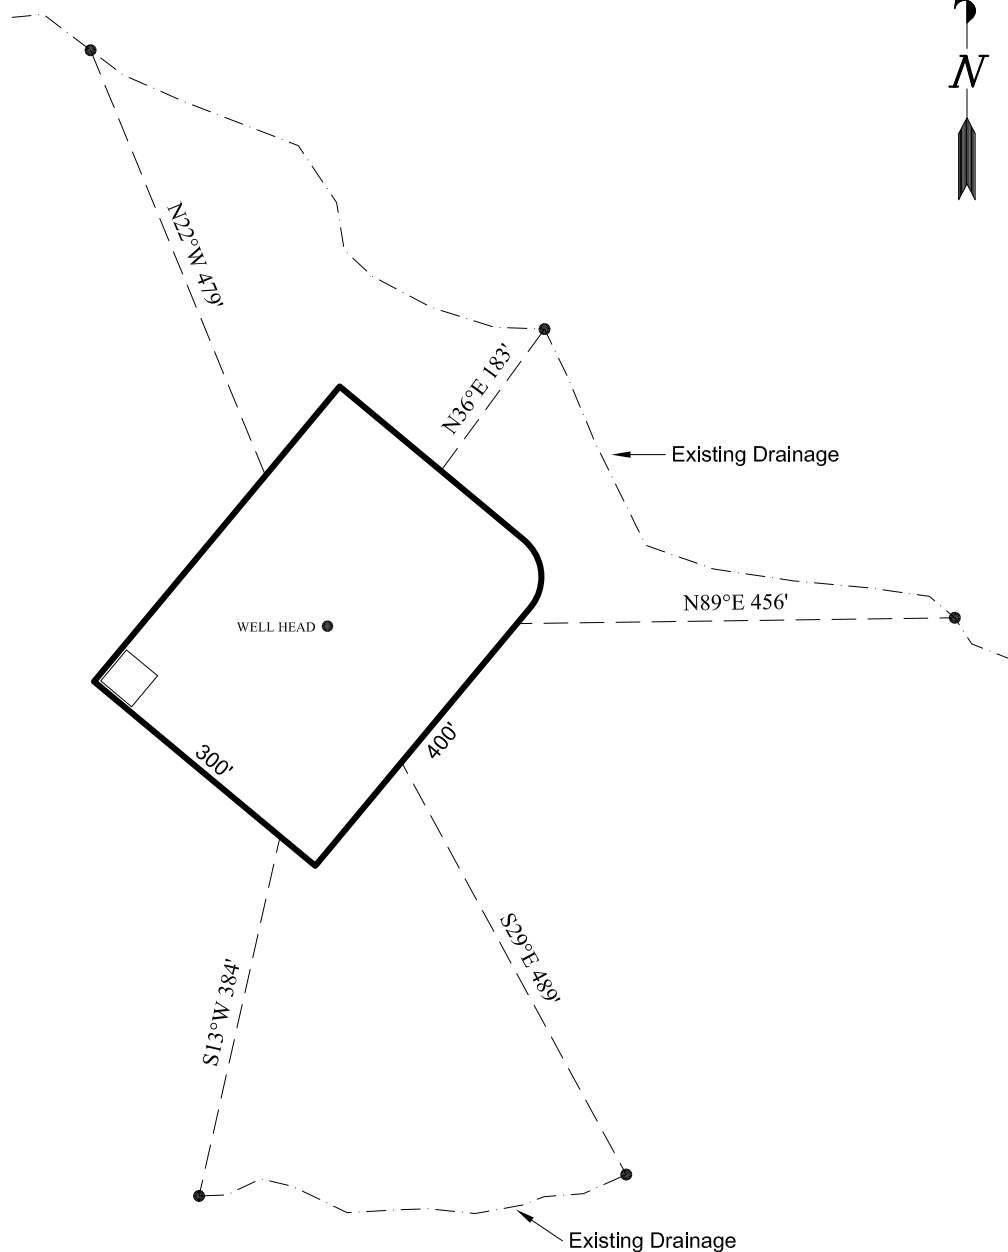 N
N22°W 479'
N36°E 183'
Existing Drainage
N89°E 456'
WELL HEAD
400'
300'
S29°E 489'
S13°W 384'
Existing Drainage